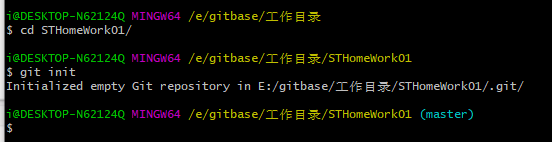 i@DESKTOP-N62124Q MINGW64 /e/gitbase/工作目录
$ cd STHomeWork01/
i@DESKTOP-N62124Q MINGW64 /e/gitbase/工作目录/STHomeWork01
$ git init
Initialized empty Git repository in E:/gitbase/工作目录/STHomeWork01/.git/
i@DESKTOP-N62124Q MINGW64 /e/gitbase/工作目录/STHomeWork01 (master)
$